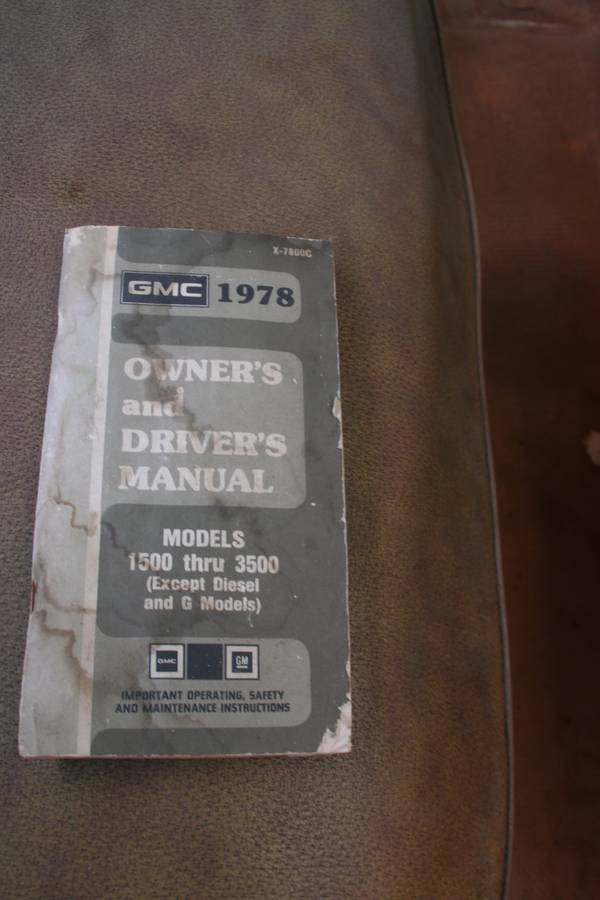 X-7800C
GMC 1978
OWNER'S
and
DRIVER'S
MANUAL
MODELS
1500 thru 3500
(Except Diesel
and G Models)
GMC GM
IMPORTANT OPERATING, SAFETY
AND MAINTENANCE INSTRUCTIONS